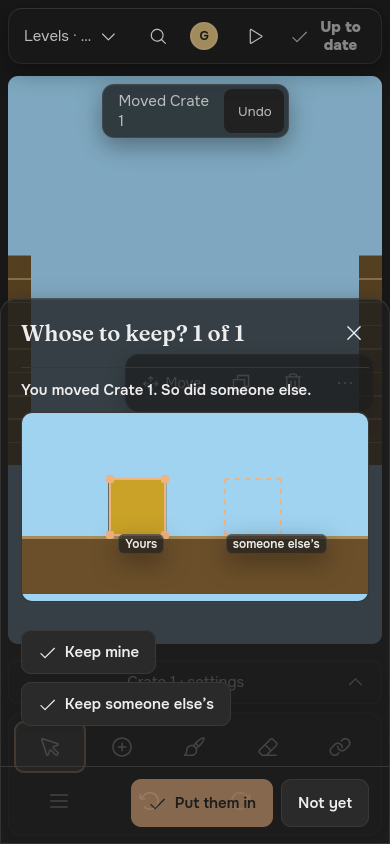 Levels · ...
G
Up to
date
Moved Crate
1
Undo
Whose to keep? 1 of 1
Move
You moved Crate 1. So did someone else.
Yours
someone else's
Keep mine
Crate 1 · settings
Keep someone else’s
Put them in
Not yet